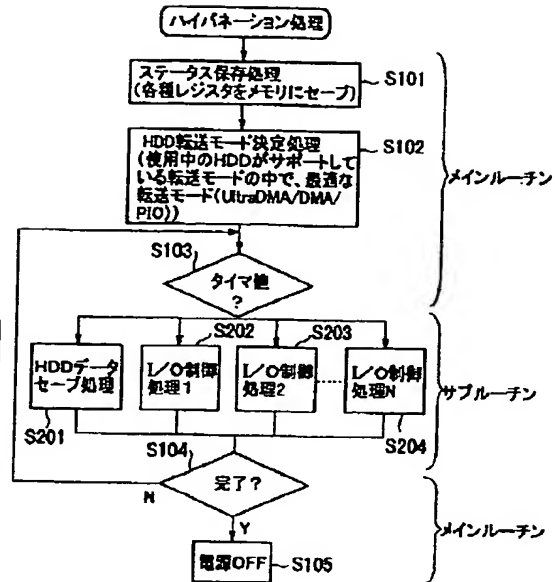 ハイバネーション処理
ステータス保存処理
(各種レジスタをメモリにセーブ)
S101
HDD転送モード決定処理
(使用中のHDDがサポートして
いる転送モードの中で、最適な
転送モード(UltraDMA/DMA/
PIO))
S102
メインルーチン
S103
タイマ値
?
S202
S203
HDDデータ
セーブ処理
I/O制御
処理1
I/O制御
処理2
I/O制御
処理N
サブルーチン
S201
S204
S104
完了?
N
Y
電源OFF
S105
メインルーチン